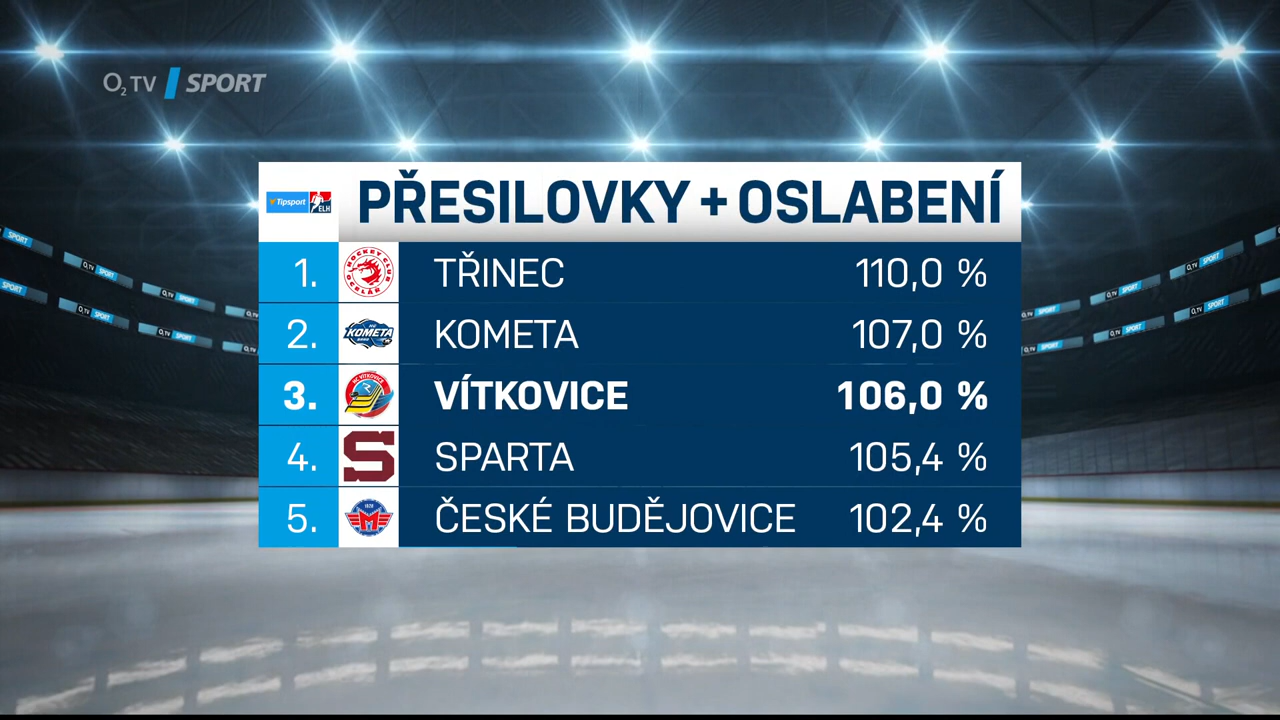 O2 TV SPORT
Tipsport ELH
PŘESILOVKY + OSLABENÍ
1. TŘINEC 110,0 %
2. KOMETA 107,0 %
3. VÍTKOVICE 106,0 %
4. SPARTA 105,4 %
5. ČESKÉ BUDĚJOVICE 102,4 %